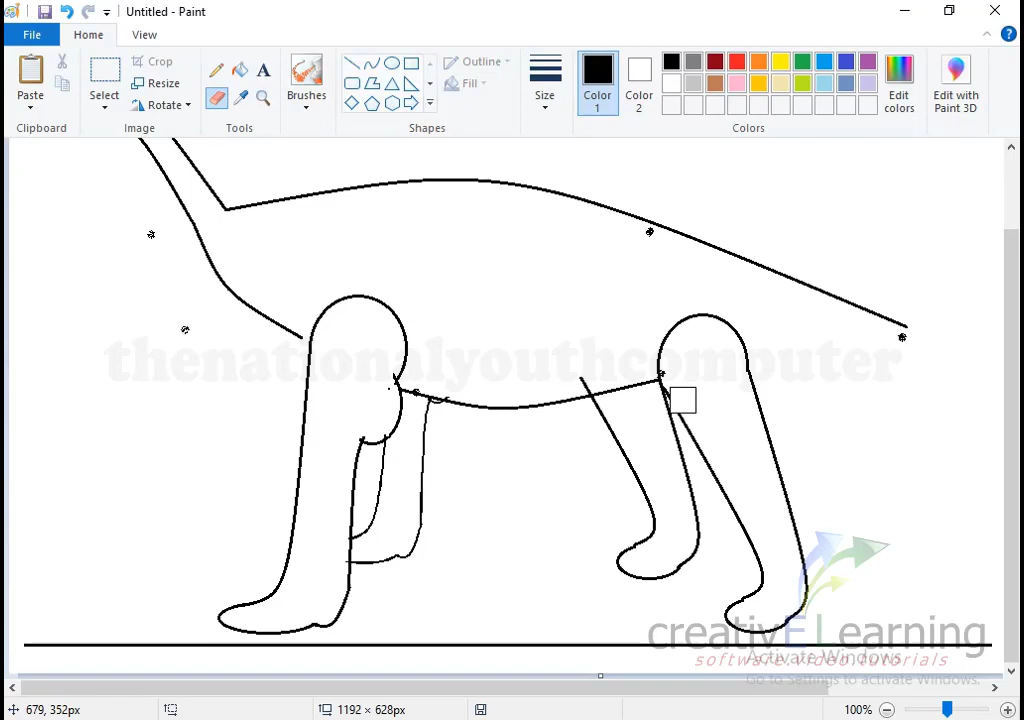 Untitled - Paint
File Home View
Paste
Clipboard
Select
Crop
Resize
Rotate
Image
A
Tools
Brushes
Outline
Fill
Shapes
Size
Color 1
Color 2
Edit colors
Colors
Edit with Paint 3D
thenationalyouthcomputer
creativELearning
software.video.tutorials
Activate Windows
Go to Settings to activate Windows.
679, 352px
1192 × 628px
100%